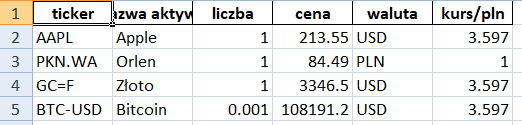 1 ticker zwa aktyw liczba cena waluta kurs/pln
2 AAPL Apple 1 213.55 USD 3.597
3 PKN.WA Orlen 1 84.49 PLN 1
4 GC=F Złoto 1 3346.5 USD 3.597
5 BTC-USD Bitcoin 0.001 108191.2 USD 3.597